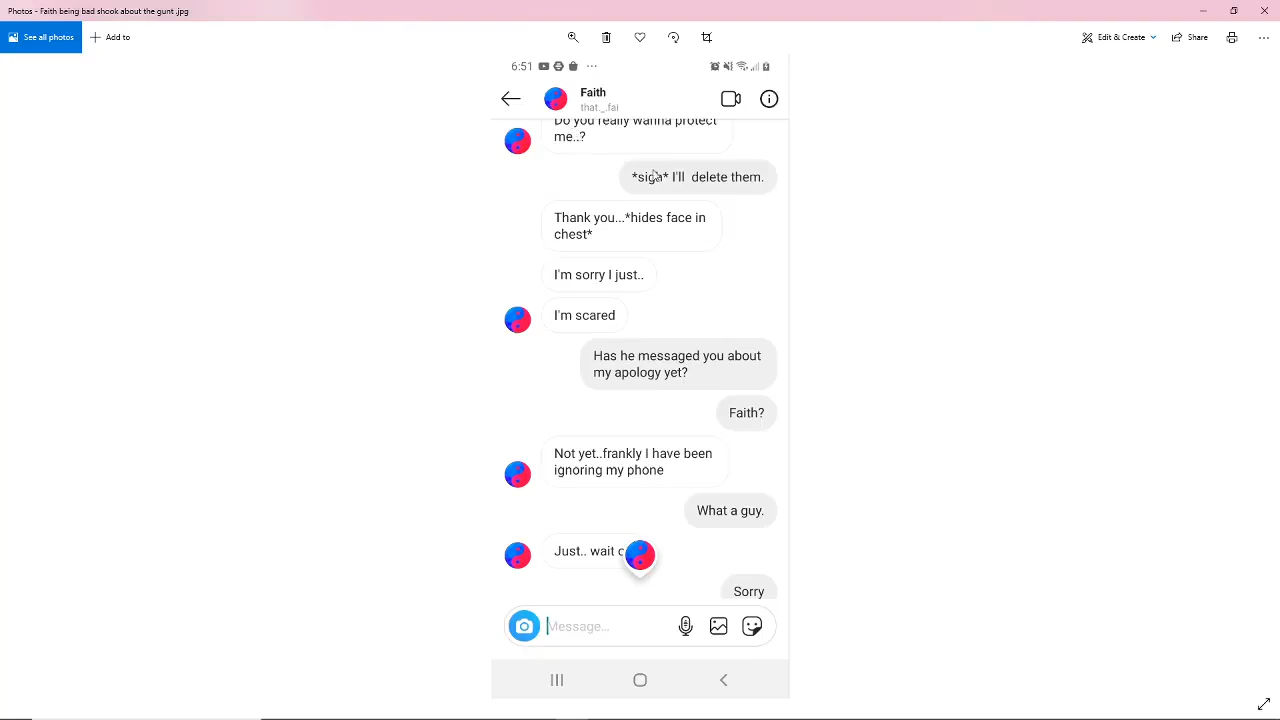 Photos - Faith being bad shook about the gunt .jpg
See all photos
Add to
Edit & Create
Share
6:51
Faith
that._.fai
Do you really wanna protect
me..?
I'll delete them.
Thank you...*hides face in
chest*
I'm sorry I just..
I'm scared
Has he messaged you about
my apology yet?
Faith?
Not yet..frankly I have been
ignoring my phone
What a guy.
Just.. wait
Sorry
Message...